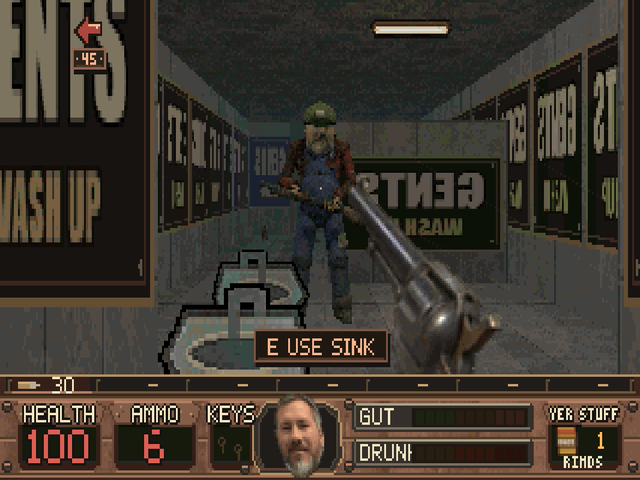 ENTS
45
WASH UP
GENTS
GENTS
WASH
E USE SINK
30
HEALTH
AMMO
KEYS
GUT
YER STUFF
100
6
1
DRUNK
RINDS